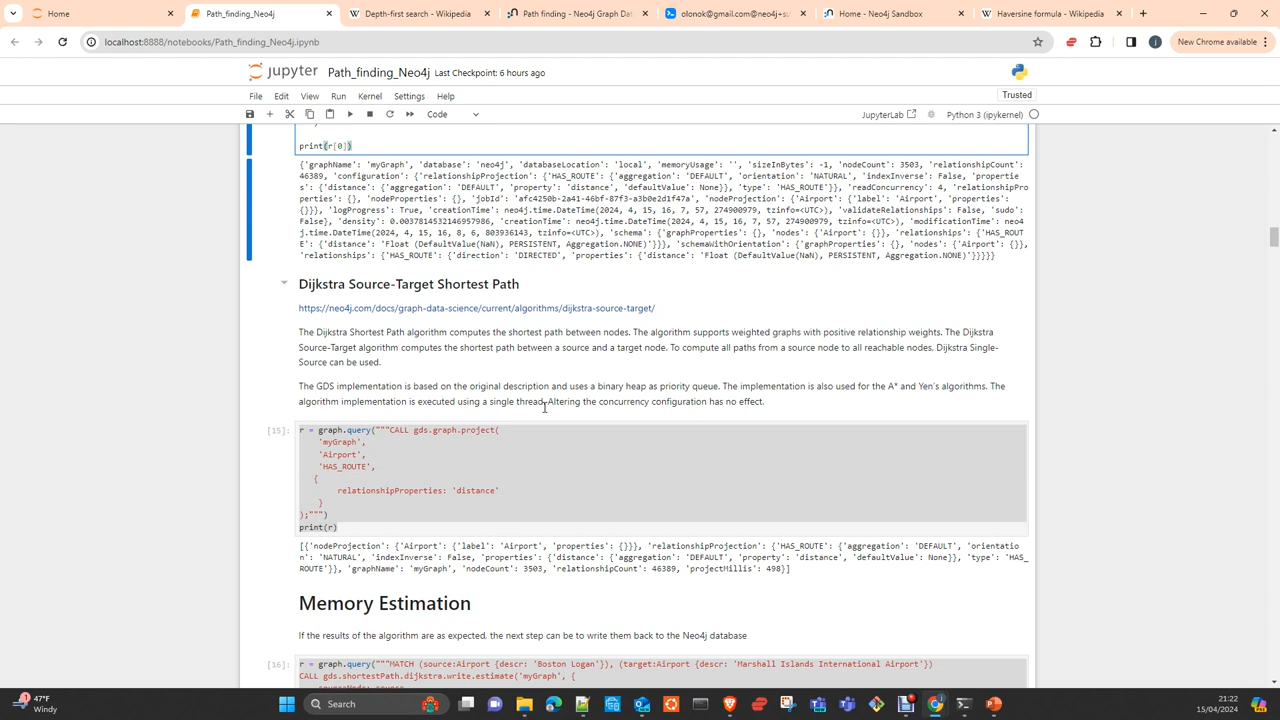 Home
Path_finding_Neo4j
Depth-first search - Wikipedia
Path finding - Neo4j Graph Dat
olonok@gmail.com@neo4j+s
Home - Neo4j Sandbox
Haversine formula - Wikipedia
localhost:8888/notebooks/Path_finding_Neo4j.ipynb
New Chrome available
jupyter Path_finding_Neo4j Last Checkpoint: 6 hours ago
File Edit View Run Kernel Settings Help
Trusted
Code
JupyterLab
Python 3 (ipykernel)
print(r[0])
{'graphName': 'myGraph', 'database': 'neo4j', 'databaseLocation': 'local', 'memoryUsage': '', 'sizeInBytes': -1, 'nodeCount': 3503, 'relationshipCount':
46389, 'configuration': {'relationshipProjection': {'HAS_ROUTE': {'aggregation': 'DEFAULT', 'orientation': 'NATURAL', 'indexInverse': False, 'propertie
s': {'distance': {'aggregation': 'DEFAULT', 'property': 'distance', 'defaultValue': None}}, 'type': 'HAS_ROUTE'}}, 'readConcurrency': 4, 'relationshipPro
perties': {}, 'nodeProperties': {}, 'jobId': 'afc4250b-2a41-46bf-87f3-a3b0e2d1f47a', 'nodeProjection': {'Airport': {'label': 'Airport', 'properties':
{}}}, 'logProgress': True, 'creationTime': neo4j.time.DateTime(2024, 4, 15, 16, 7, 57, 274900979, tzinfo=<UTC>), 'validateRelationships': False, 'sudo':
False}, 'density': 0.003781453214695​7986, 'creationTime': neo4j.time.DateTime(2024, 4, 15, 16, 7, 57, 274900979, tzinfo=<UTC>), 'modificationTime': neo4
j.time.DateTime(2024, 4, 15, 16, 8, 6, 803936143, tzinfo=<UTC>), 'schema': {'graphProperties': {}, 'nodes': {'Airport': {}}, 'relationships': {'HAS_ROUT
E': {'distance': 'Float (DefaultValue(NaN), PERSISTENT, Aggregation.NONE)'}}}, 'schemaWithOrientation': {'graphProperties': {}, 'nodes': {'Airport': {}},
'relationships': {'HAS_ROUTE': {'direction': 'DIRECTED', 'properties': {'distance': 'Float (DefaultValue(NaN), PERSISTENT, Aggregation.NONE)'}}}}}
Dijkstra Source-Target Shortest Path
https://neo4j.com/docs/graph-data-science/current/algorithms/dijkstra-source-target/
The Dijkstra Shortest Path algorithm computes the shortest path between nodes. The algorithm supports weighted graphs with positive relationship weights. The Dijkstra
Source-Target algorithm computes the shortest path between a source and a target node. To compute all paths from a source node to all reachable nodes, Dijkstra Single-
Source can be used.
The GDS implementation is based on the original description and uses a binary heap as priority queue. The implementation is also used for the A* and Yen's algorithms. The
algorithm implementation is executed using a single thread. Altering the concurrency configuration has no effect.
[15]:
r = graph.query("""CALL gds.graph.project(
'myGraph',
'Airport',
'HAS_ROUTE',
{
relationshipProperties: 'distance'
}
);""")
print(r)
[{'nodeProjection': {'Airport': {'label': 'Airport', 'properties': {}}}, 'relationshipProjection': {'HAS_ROUTE': {'aggregation': 'DEFAULT', 'orientatio
n': 'NATURAL', 'indexInverse': False, 'properties': {'distance': {'aggregation': 'DEFAULT', 'property': 'distance', 'defaultValue': None}}, 'type': 'HAS_
ROUTE'}}, 'graphName': 'myGraph', 'nodeCount': 3503, 'relationshipCount': 46389, 'projectMillis': 498}]
Memory Estimation
If the results of the algorithm are as expected, the next step can be to write them back to the Neo4j database
[16]:
r = graph.query("""MATCH (source:Airport {descr: 'Boston Logan'}), (target:Airport {descr: 'Marshall Islands International Airport'})
CALL gds.shortestPath.dijkstra.write.estimate('myGraph', {
47°F
Windy
Search
21:22
15/04/2024